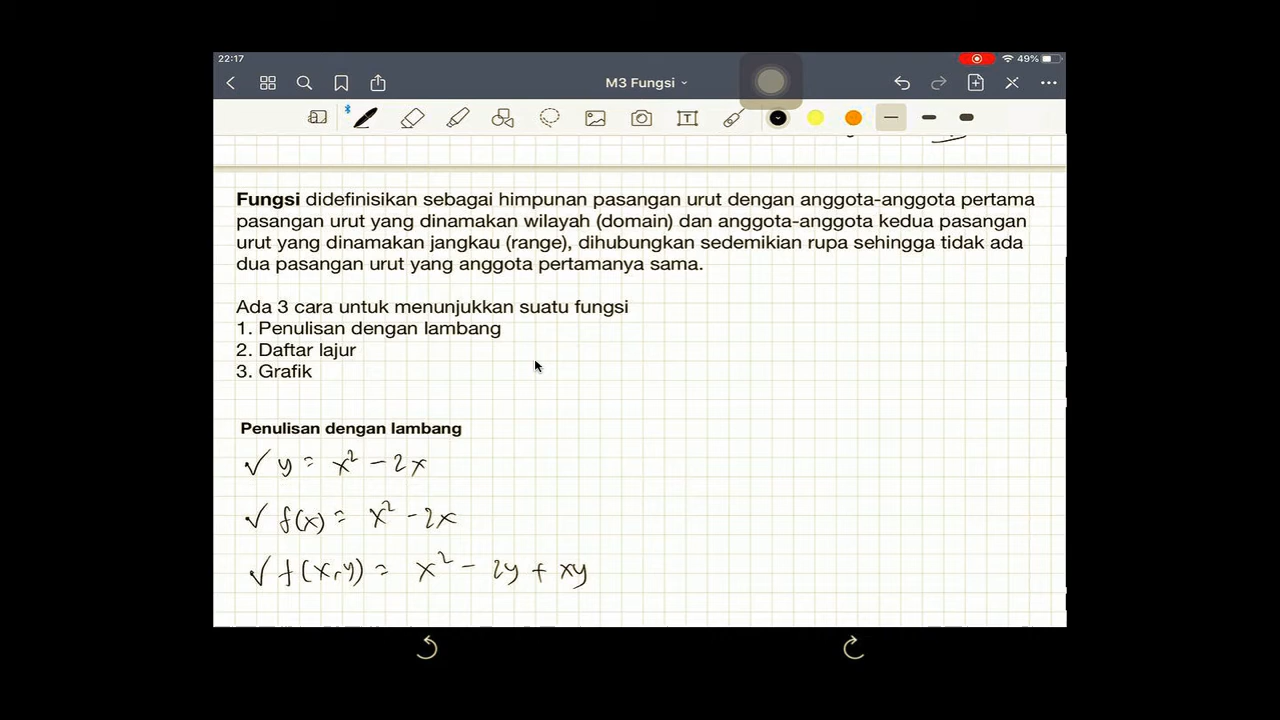 22:17
49%
M3 Fungsi
Fungsi didefinisikan sebagai himpunan pasangan urut dengan anggota-anggota pertama
pasangan urut yang dinamakan wilayah (domain) dan anggota-anggota kedua pasangan
urut yang dinamakan jangkau (range), dihubungkan sedemikian rupa sehingga tidak ada
dua pasangan urut yang anggota pertamanya sama.
Ada 3 cara untuk menunjukkan suatu fungsi
1. Penulisan dengan lambang
2. Daftar lajur
3. Grafik
Penulisan dengan lambang
✓ y = x² - 2x
✓ f(x) = x² - 2x
✓ f(x,y) = x² - 2y + xy